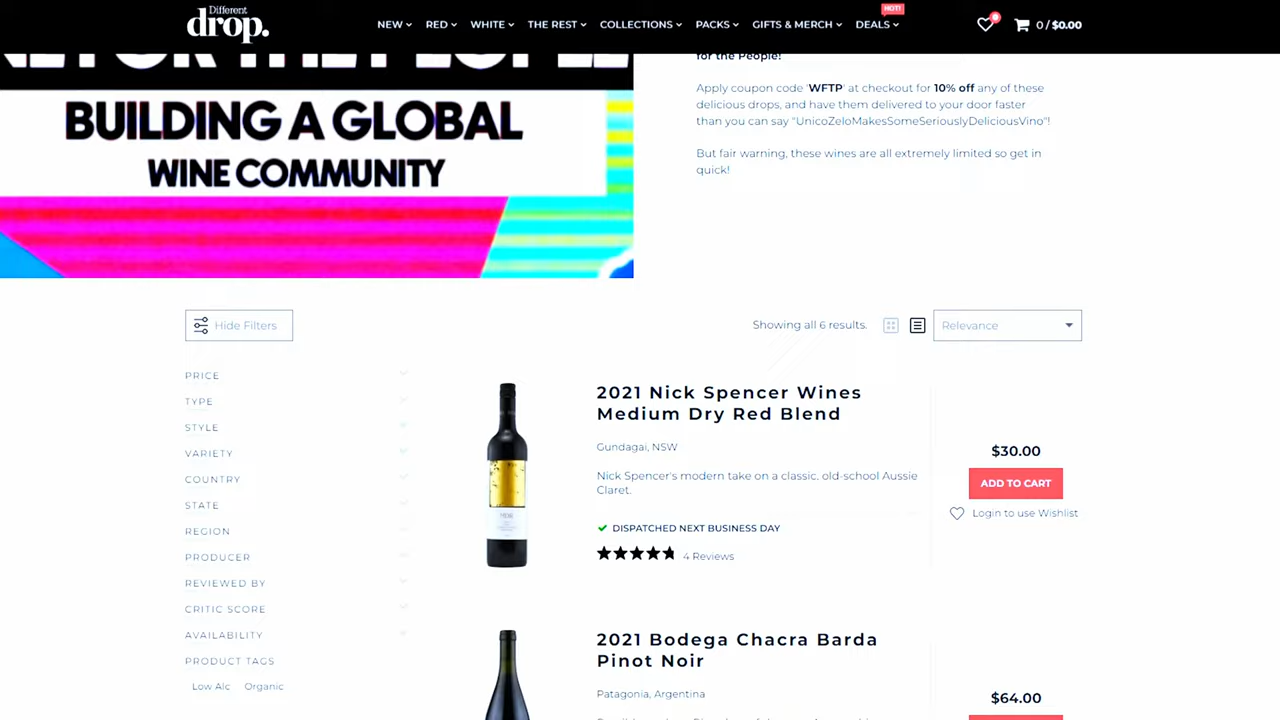 Different
drop.
NEW
RED
WHITE
THE REST
COLLECTIONS
PACKS
GIFTS & MERCH
HOT!
DEALS
0
0 / $0.00
BUILDING A GLOBAL
WINE COMMUNITY
for the People!
Apply coupon code 'WFTP' at checkout for 10% off any of these
delicious drops, and have them delivered to your door faster
than you can say "UnicoZeloMakesSomeSeriouslyDeliciousVino"!
But fair warning, these wines are all extremely limited so get in
quick!
Hide Filters
Showing all 6 results.
Relevance
PRICE
TYPE
STYLE
VARIETY
COUNTRY
STATE
REGION
PRODUCER
REVIEWED BY
CRITIC SCORE
AVAILABILITY
PRODUCT TAGS
Low Alc Organic
2021 Nick Spencer Wines
Medium Dry Red Blend
Gundagai, NSW
Nick Spencer's modern take on a classic, old-school Aussie
Claret.
DISPATCHED NEXT BUSINESS DAY
4 Reviews
$30.00
ADD TO CART
Login to use Wishlist
2021 Bodega Chacra Barda
Pinot Noir
Patagonia, Argentina
$64.00